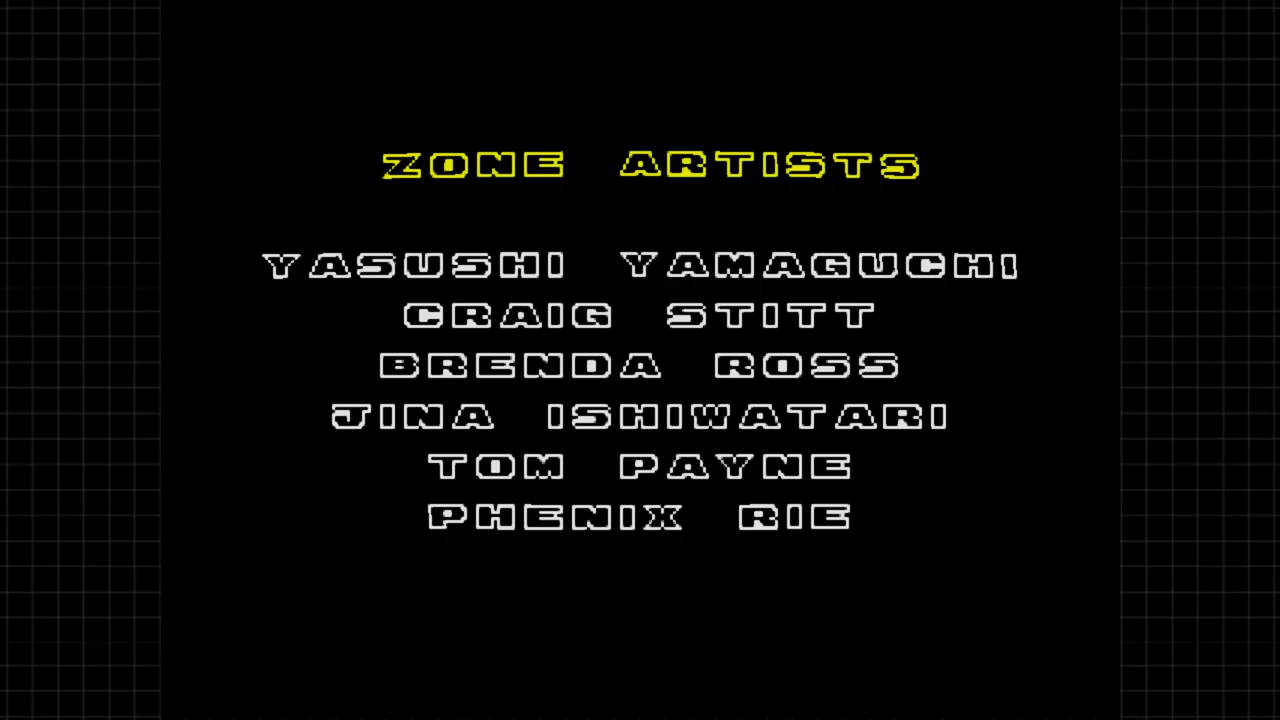 ZONE ARTISTS
YASUSHI YAMAGUCHI
CRAIG STITT
BRENDA ROSS
JINA ISHIWATARI
TOM PAYNE
PHENIX RIE